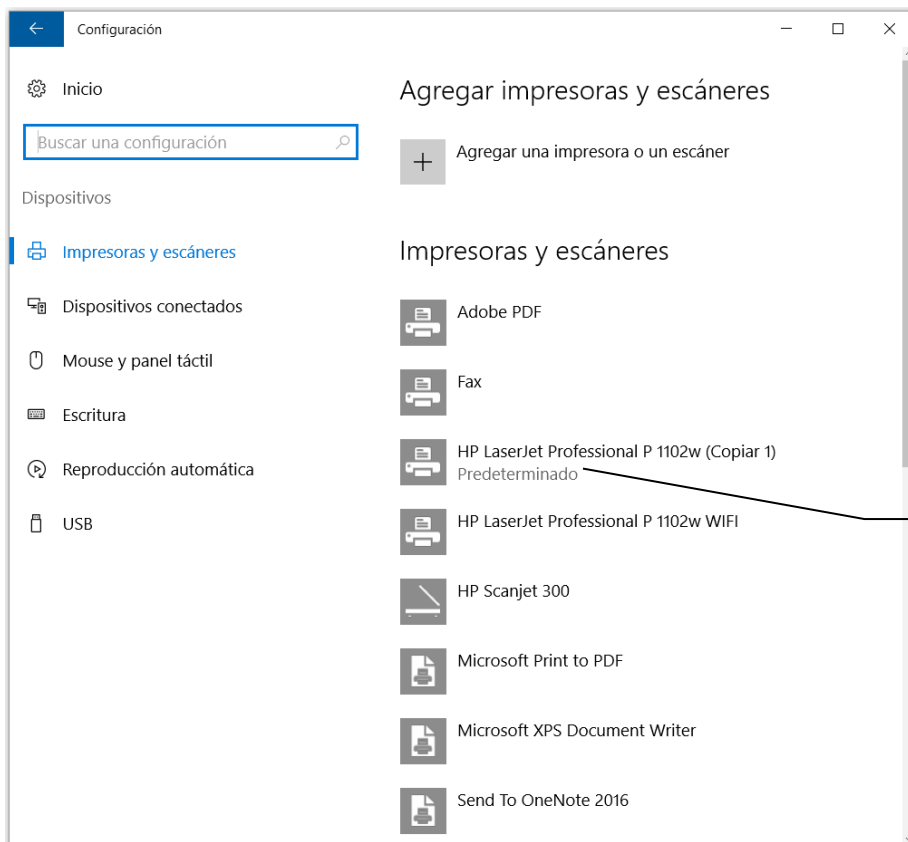 Configuración
Inicio
Buscar una configuración
Dispositivos
Impresoras y escáneres
Dispositivos conectados
Mouse y panel táctil
Escritura
Reproducción automática
USB
Agregar impresoras y escáneres
Agregar una impresora o un escáner
Impresoras y escáneres
Adobe PDF
Fax
HP LaserJet Professional P 1102w (Copiar 1)
Predeterminado
HP LaserJet Professional P 1102w WIFI
HP Scanjet 300
Microsoft Print to PDF
Microsoft XPS Document Writer
Send To OneNote 2016